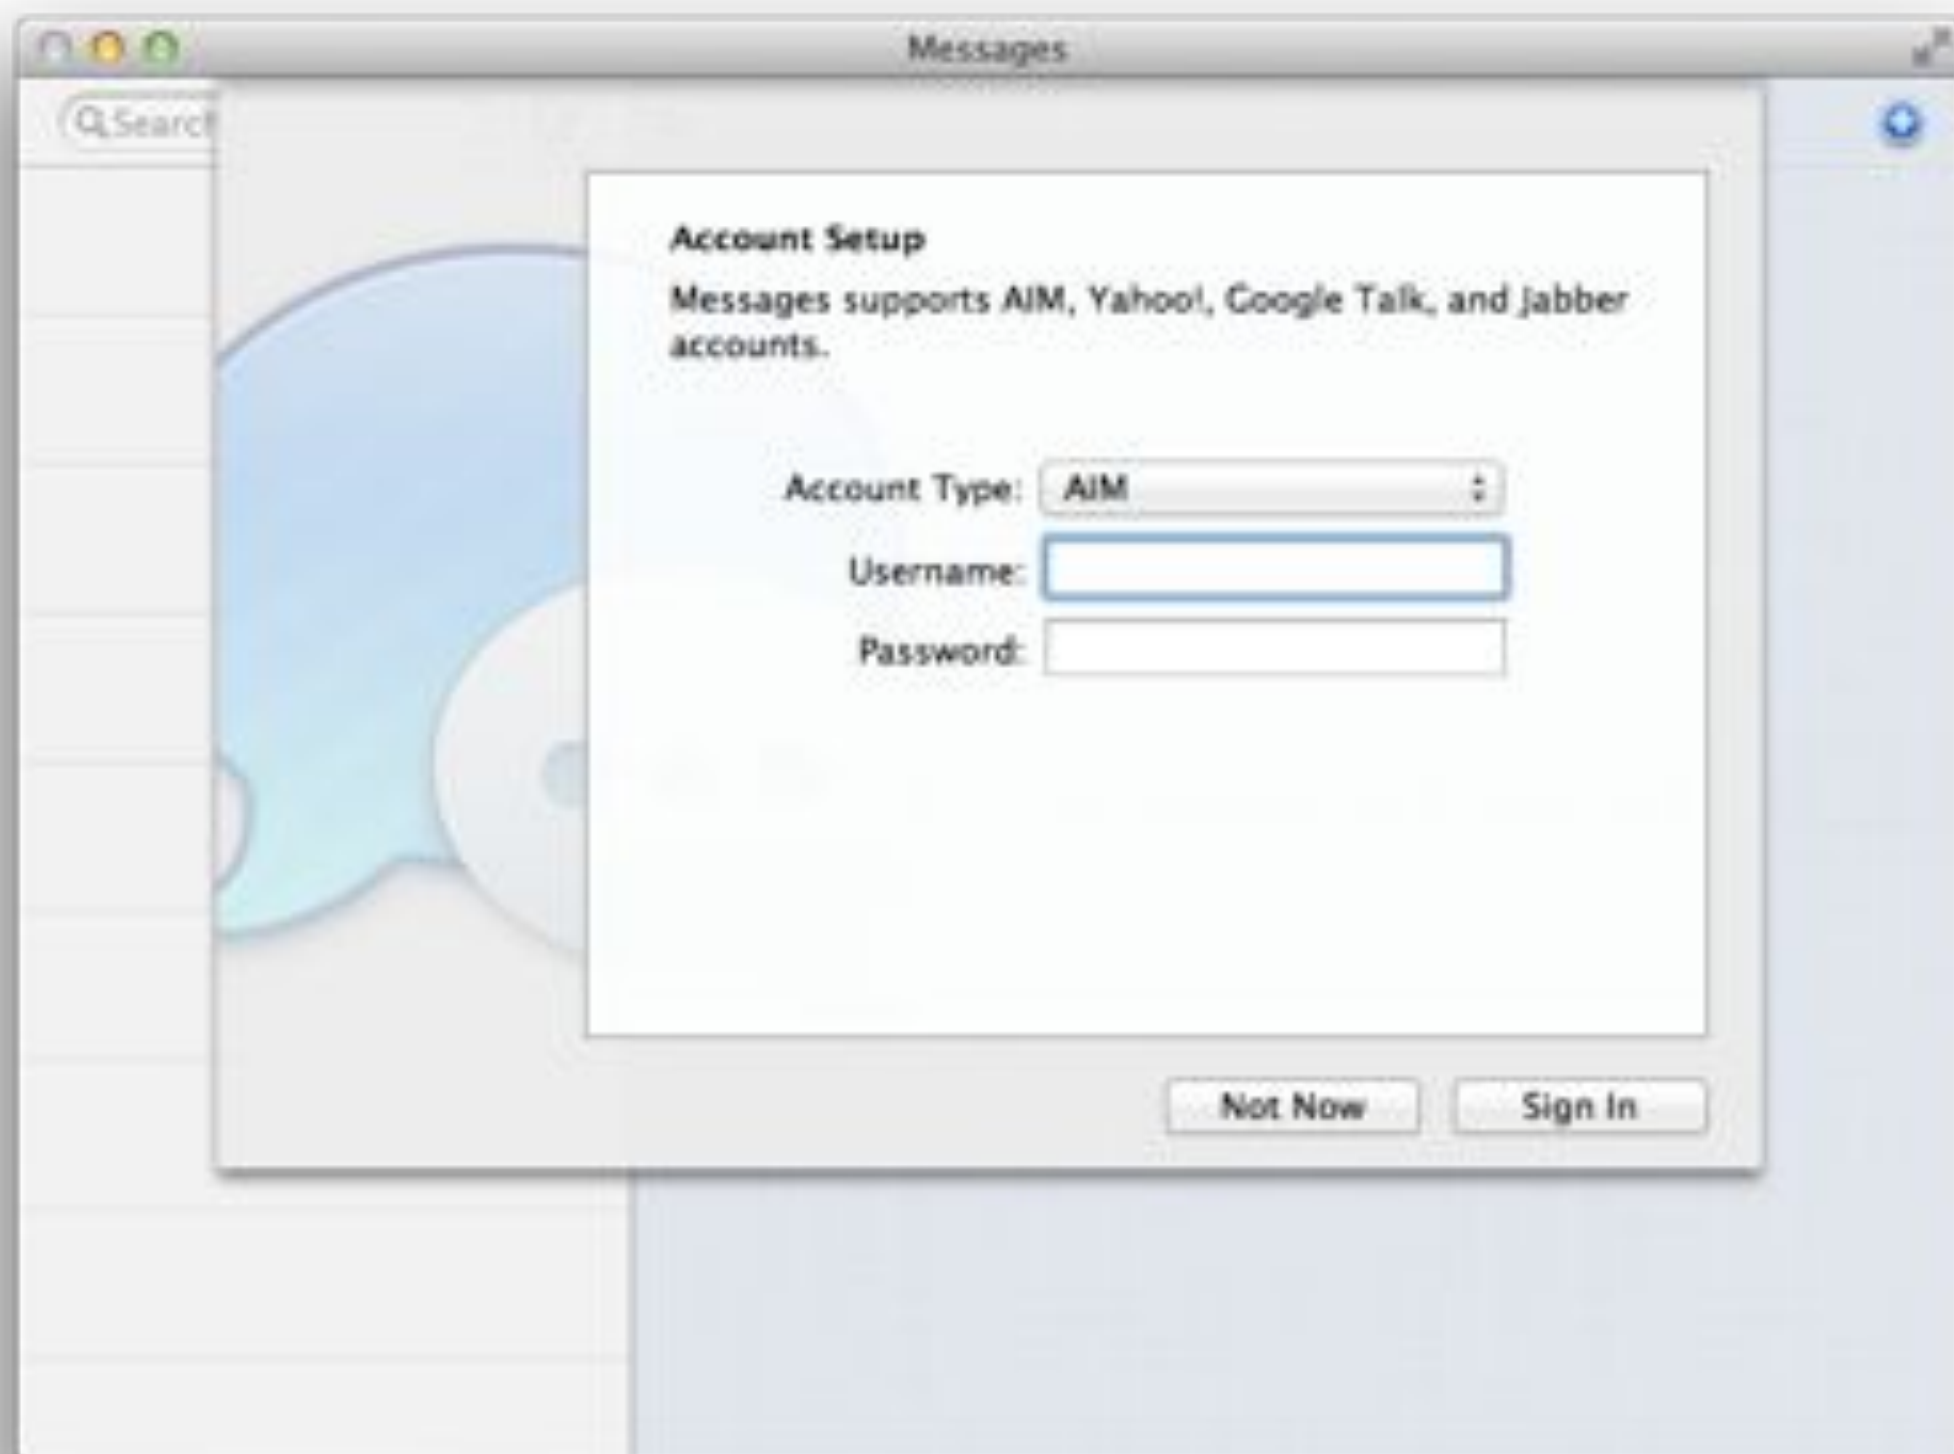 Messages
Search
Account Setup
Messages supports AIM, Yahoo!, Google Talk, and Jabber
accounts.
Account Type: AIM
Username:
Password:
Not Now Sign In